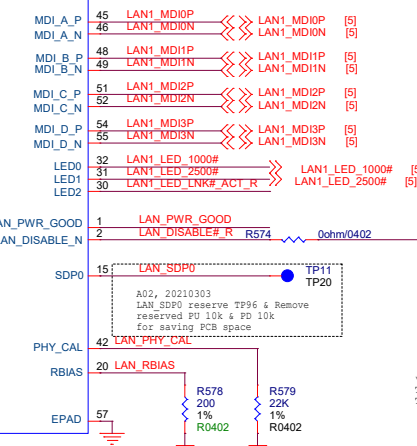 MDI_A_P 45 LAN1_MDI0P LAN1_MDI0P [5]
MDI_A_N 46 LAN1_MDI0N LAN1_MDI0N [5]
MDI_B_P 48 LAN1_MDI1P LAN1_MDI1P [5]
MDI_B_N 49 LAN1_MDI1N LAN1_MDI1N [5]
MDI_C_P 51 LAN1_MDI2P LAN1_MDI2P [5]
MDI_C_N 52 LAN1_MDI2N LAN1_MDI2N [5]
MDI_D_P 54 LAN1_MDI3P LAN1_MDI3P [5]
MDI_D_N 55 LAN1_MDI3N LAN1_MDI3N [5]
LED0 32 LAN1_LED_1000# LAN1_LED_1000#
LED1 31 LAN1_LED_2500# LAN1_LED_2500# [5]
LED2 30 LAN1_LED_LNK#_ACT_R
AN_PWR_GOOD 1 LAN_PWR_GOOD
AN_DISABLE_N 2 LAN_DISABLE#_R R574 0ohm/0402
SDP0 15 LAN_SDP0 TP11
TP20
A02, 20210303
LAN_SDP0 reserve TP96 & Remove
reserved PU 10k & PD 10k
for saving PCB space
PHY_CAL 42 LAN_PHY_CAL
RBIAS 20 LAN_RBIAS
R578 R579
200 22K
1% 1%
R0402 R0402
EPAD 57